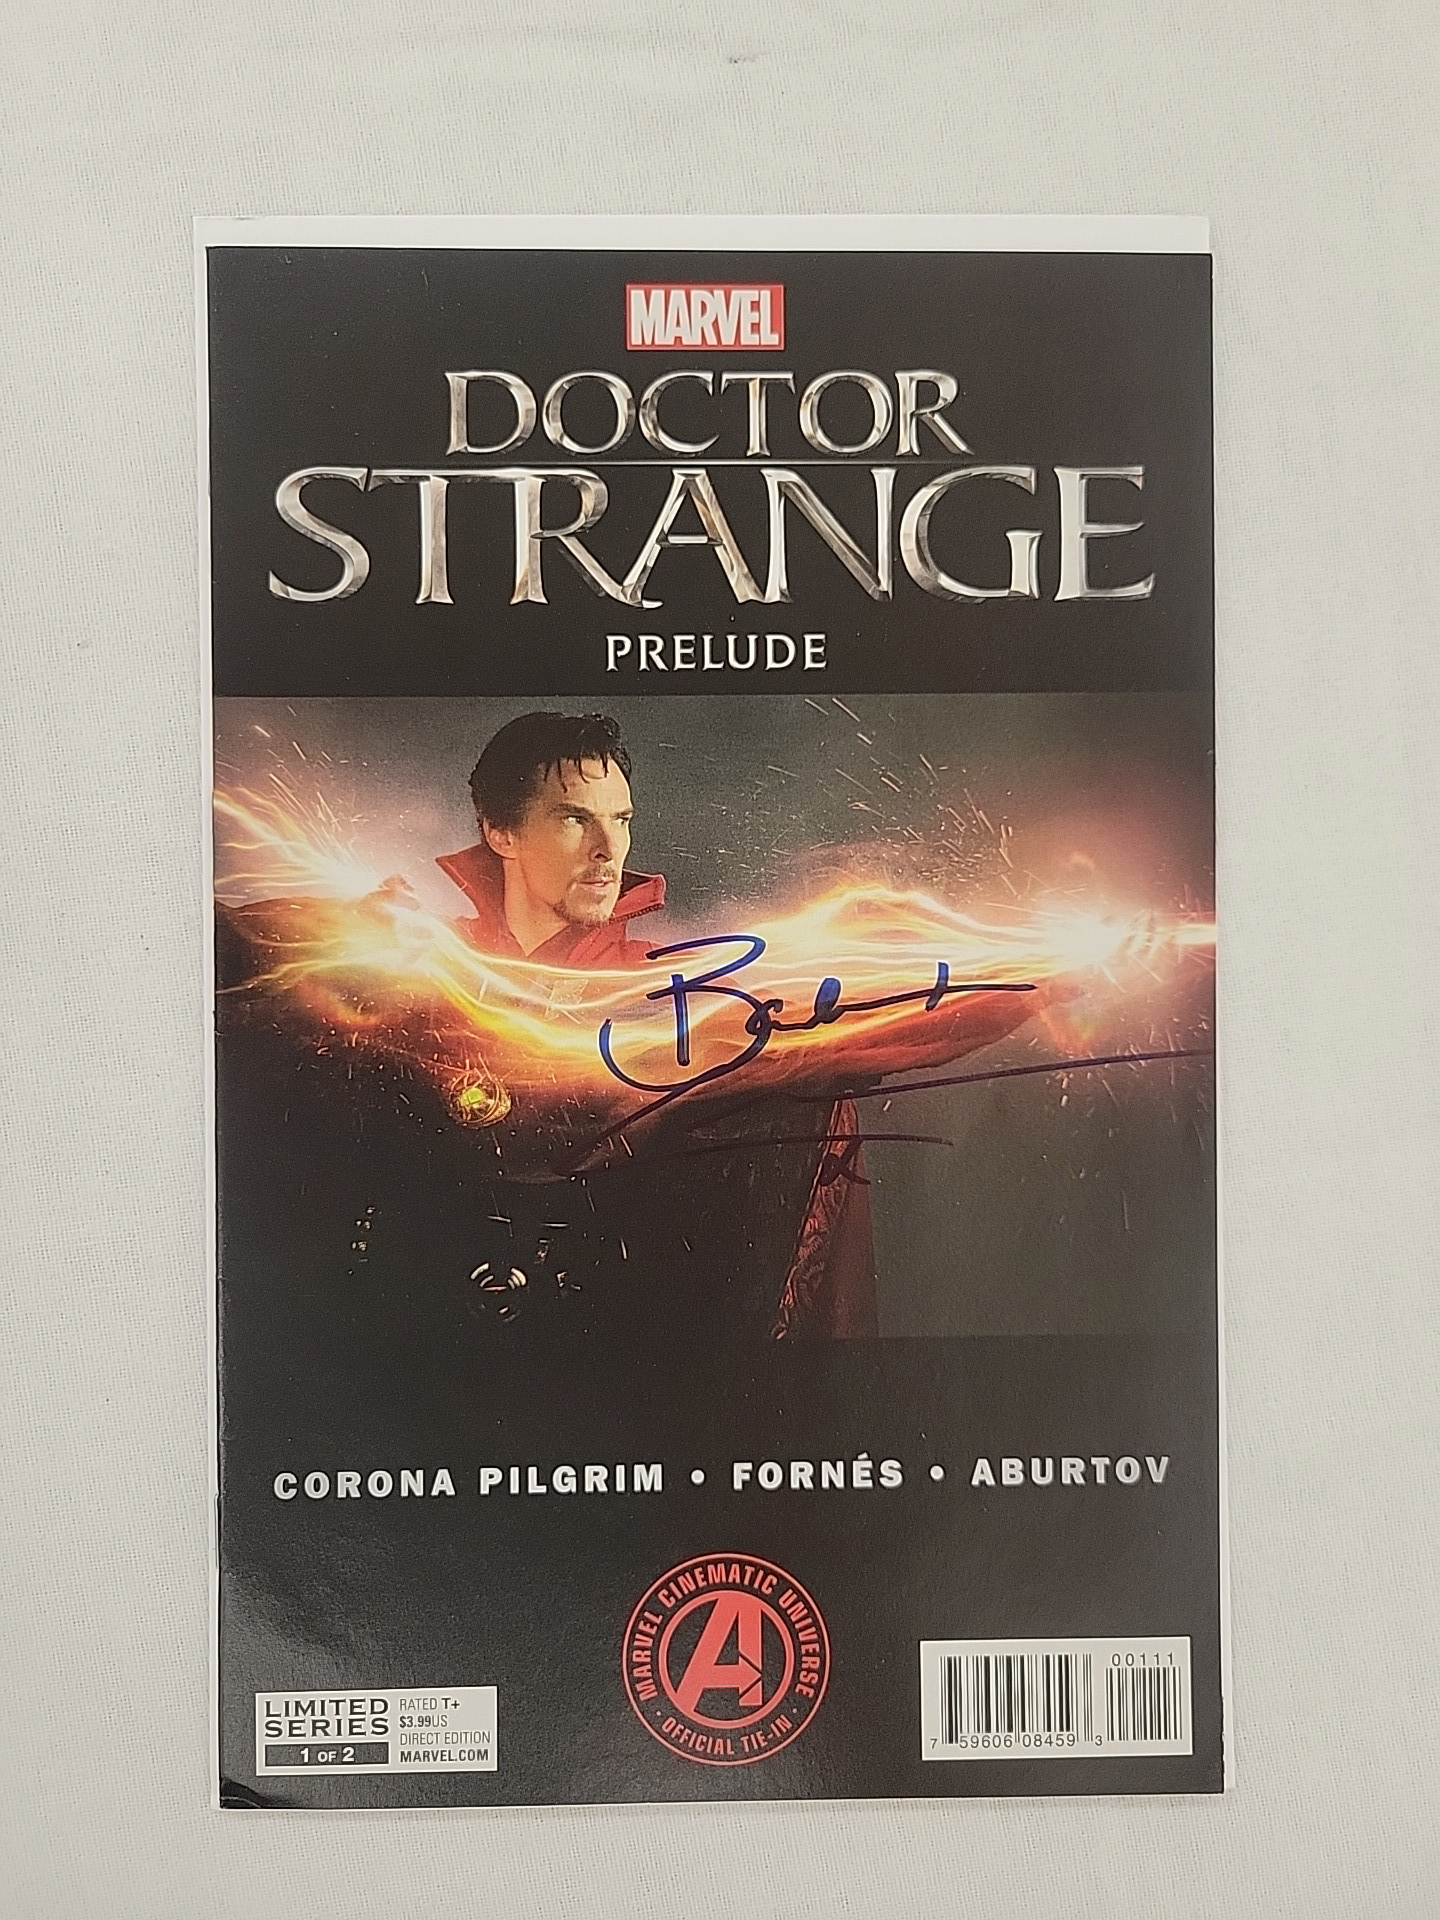 MARVEL
DOCTOR
STRANGE
PRELUDE
CORONA PILGRIM • FORNÉS • ABURTOV
MARVEL CINEMATIC UNIVERSE
• OFFICIAL TIE-IN •
LIMITED
SERIES
1 OF 2
RATED T+
$3.99US
DIRECT EDITION
MARVEL.COM
00111
7 59606 08459 3